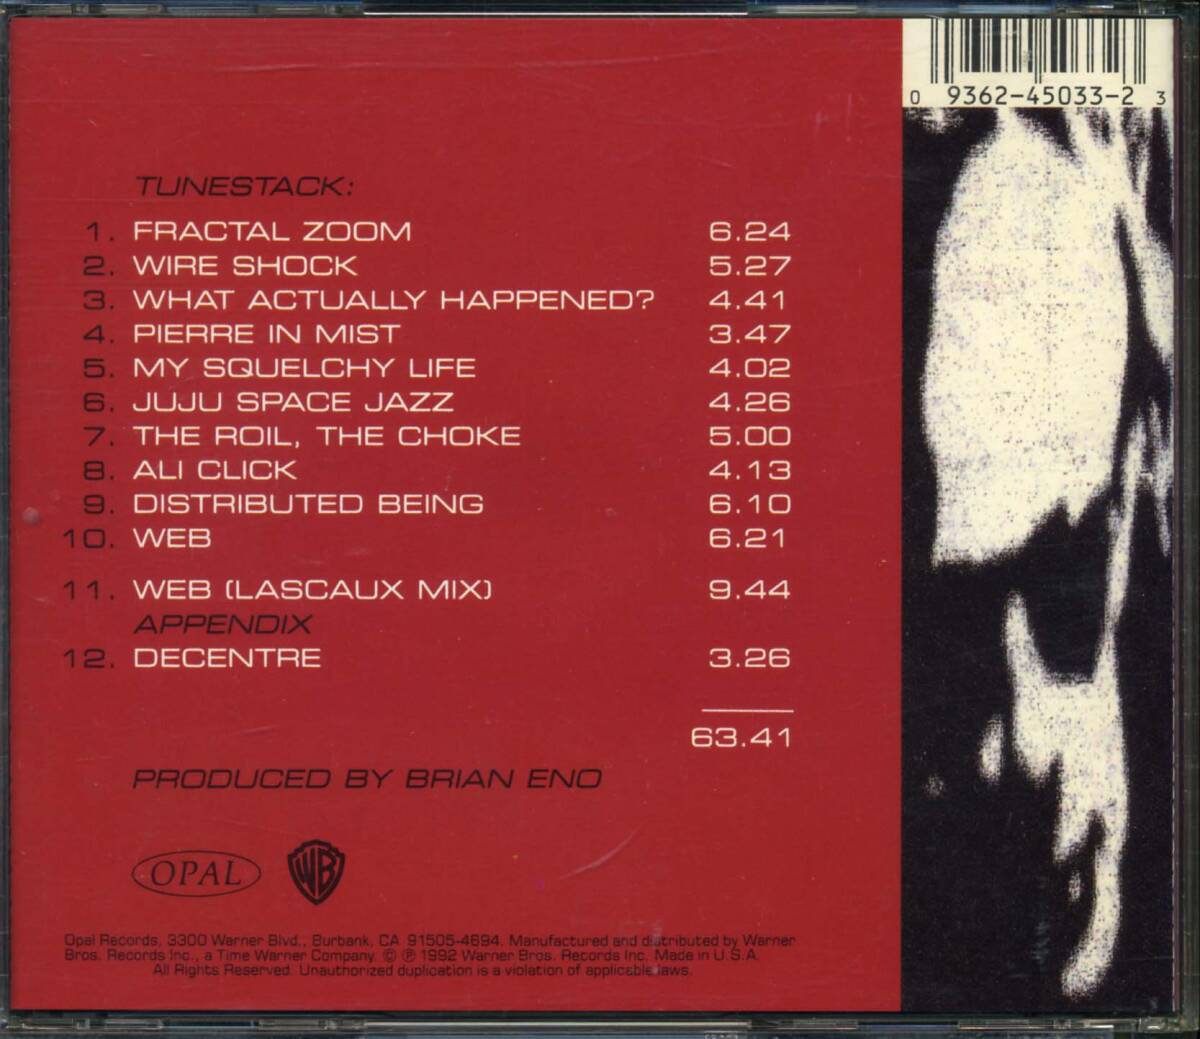 0 9362-45033-2 3
TUNESTACK:
1. FRACTAL ZOOM 6.24
2. WIRE SHOCK 5.27
3. WHAT ACTUALLY HAPPENED? 4.41
4. PIERRE IN MIST 3.47
5. MY SQUELCHY LIFE 4.02
6. JUJU SPACE JAZZ 4.26
7. THE ROIL, THE CHOKE 5.00
8. ALI CLICK 4.13
9. DISTRIBUTED BEING 6.10
10. WEB 6.21
11. WEB (LASCAUX MIX) 9.44
APPENDIX
12. DECENTRE 3.26
63.41
PRODUCED BY BRIAN ENO
OPAL WB
Opal Records, 3300 Warner Blvd., Burbank, CA 91505-4694. Manufactured and distributed by Warner
Bros. Records Inc., a Time Warner Company. © ℗ 1992 Warner Bros. Records Inc. Made in U.S.A.
All Rights Reserved. Unauthorized duplication is a violation of applicable laws.